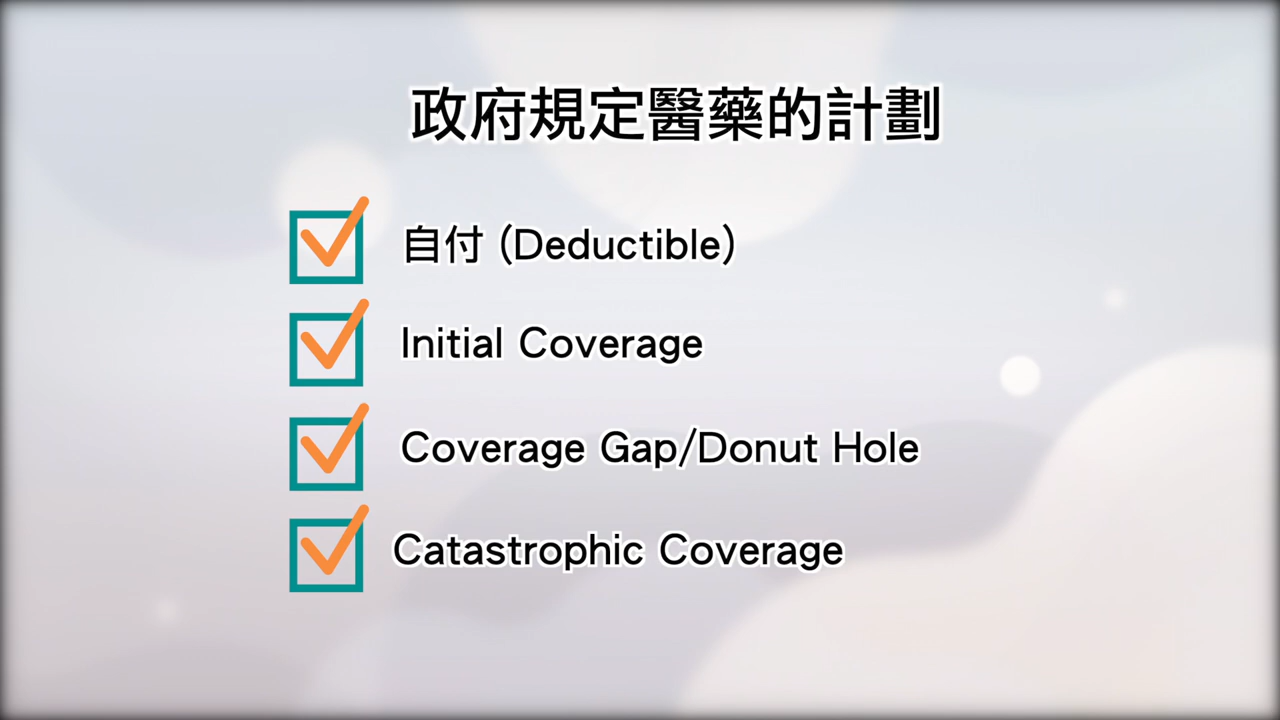 政府規定醫藥的計劃
自付 (Deductible)
Initial Coverage
Coverage Gap/Donut Hole
Catastrophic Coverage